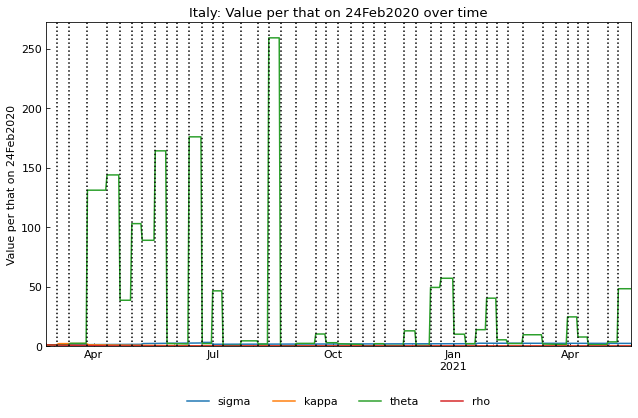 Italy: Value per that on 24Feb2020 over time
Value per that on 24Feb2020
250
200
150
100
50
0
Apr Jul Oct Jan Apr
2021
sigma kappa theta rho